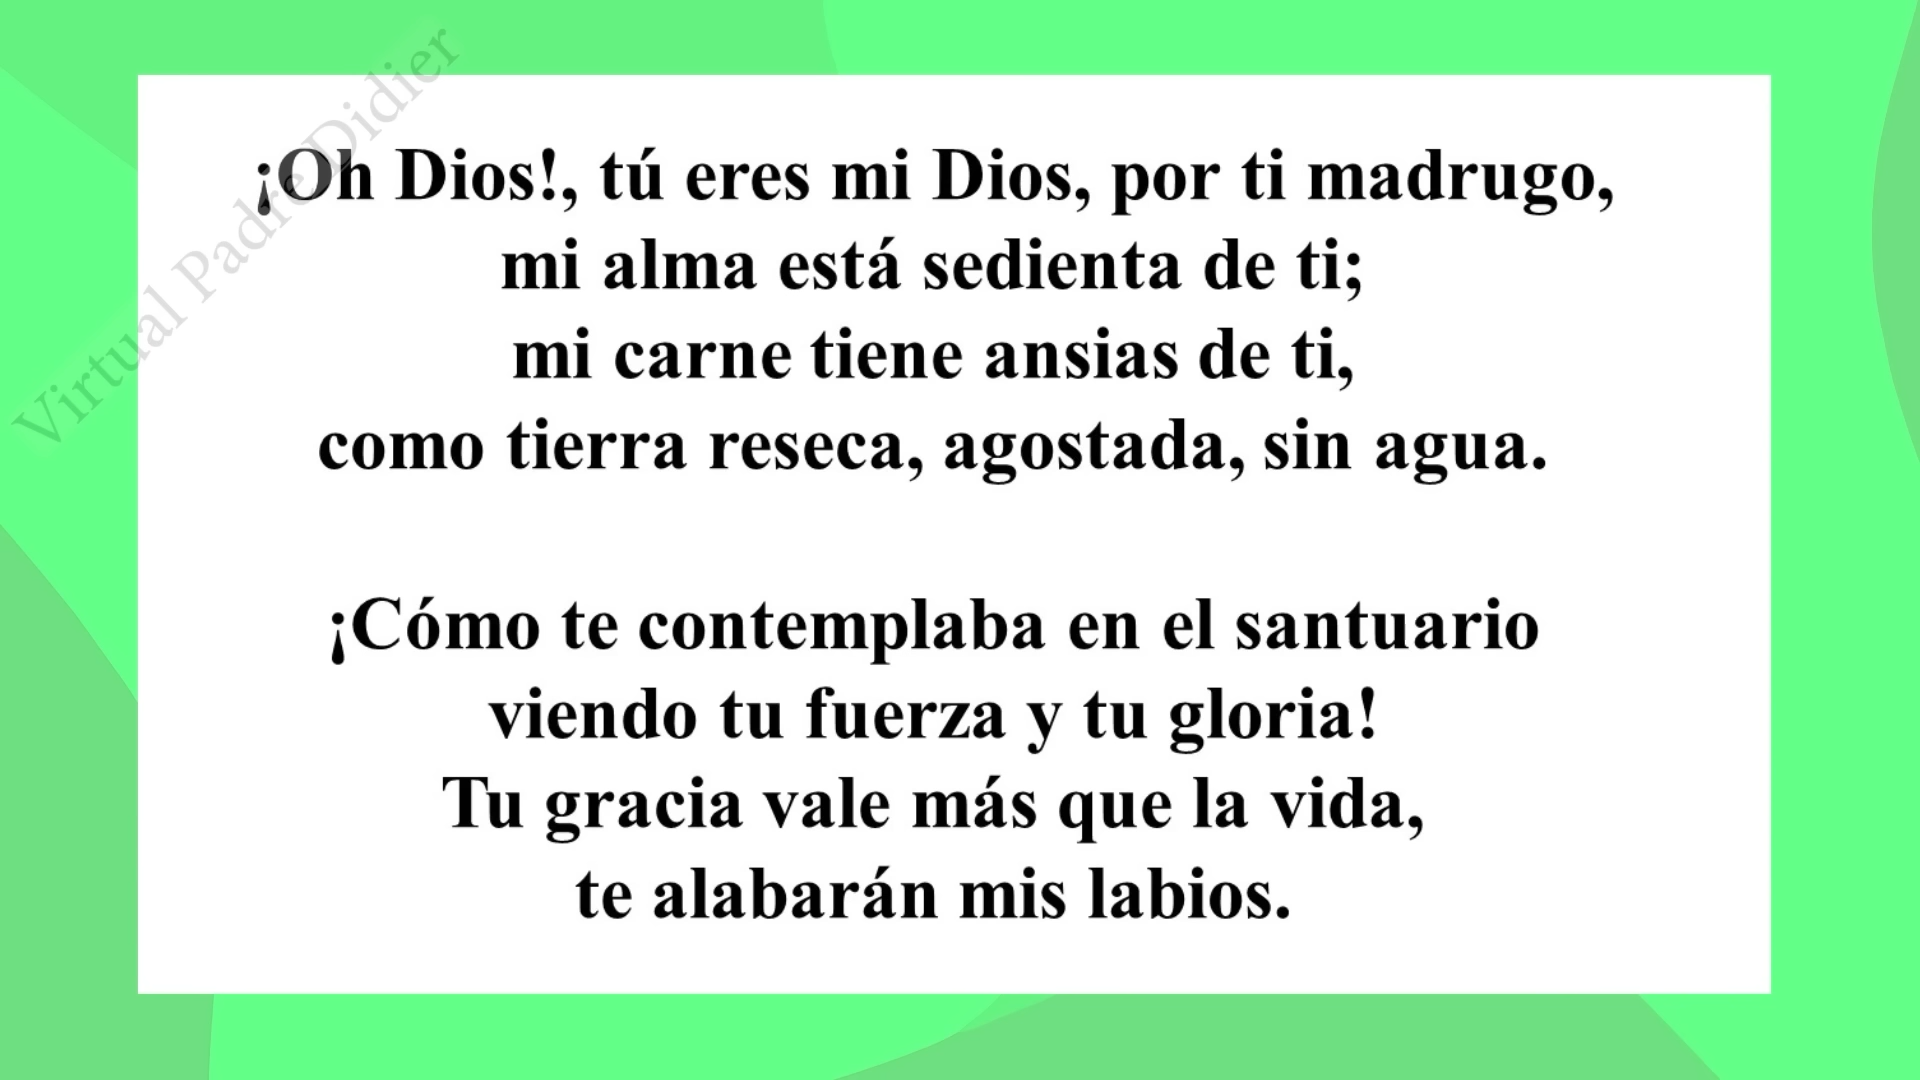 ¡Oh Dios!, tú eres mi Dios, por ti madrugo,
mi alma está sedienta de ti;
mi carne tiene ansias de ti,
como tierra reseca, agostada, sin agua.
¡Cómo te contemplaba en el santuario
viendo tu fuerza y tu gloria!
Tu gracia vale más que la vida,
te alabarán mis labios.
Virtual Padre Didier